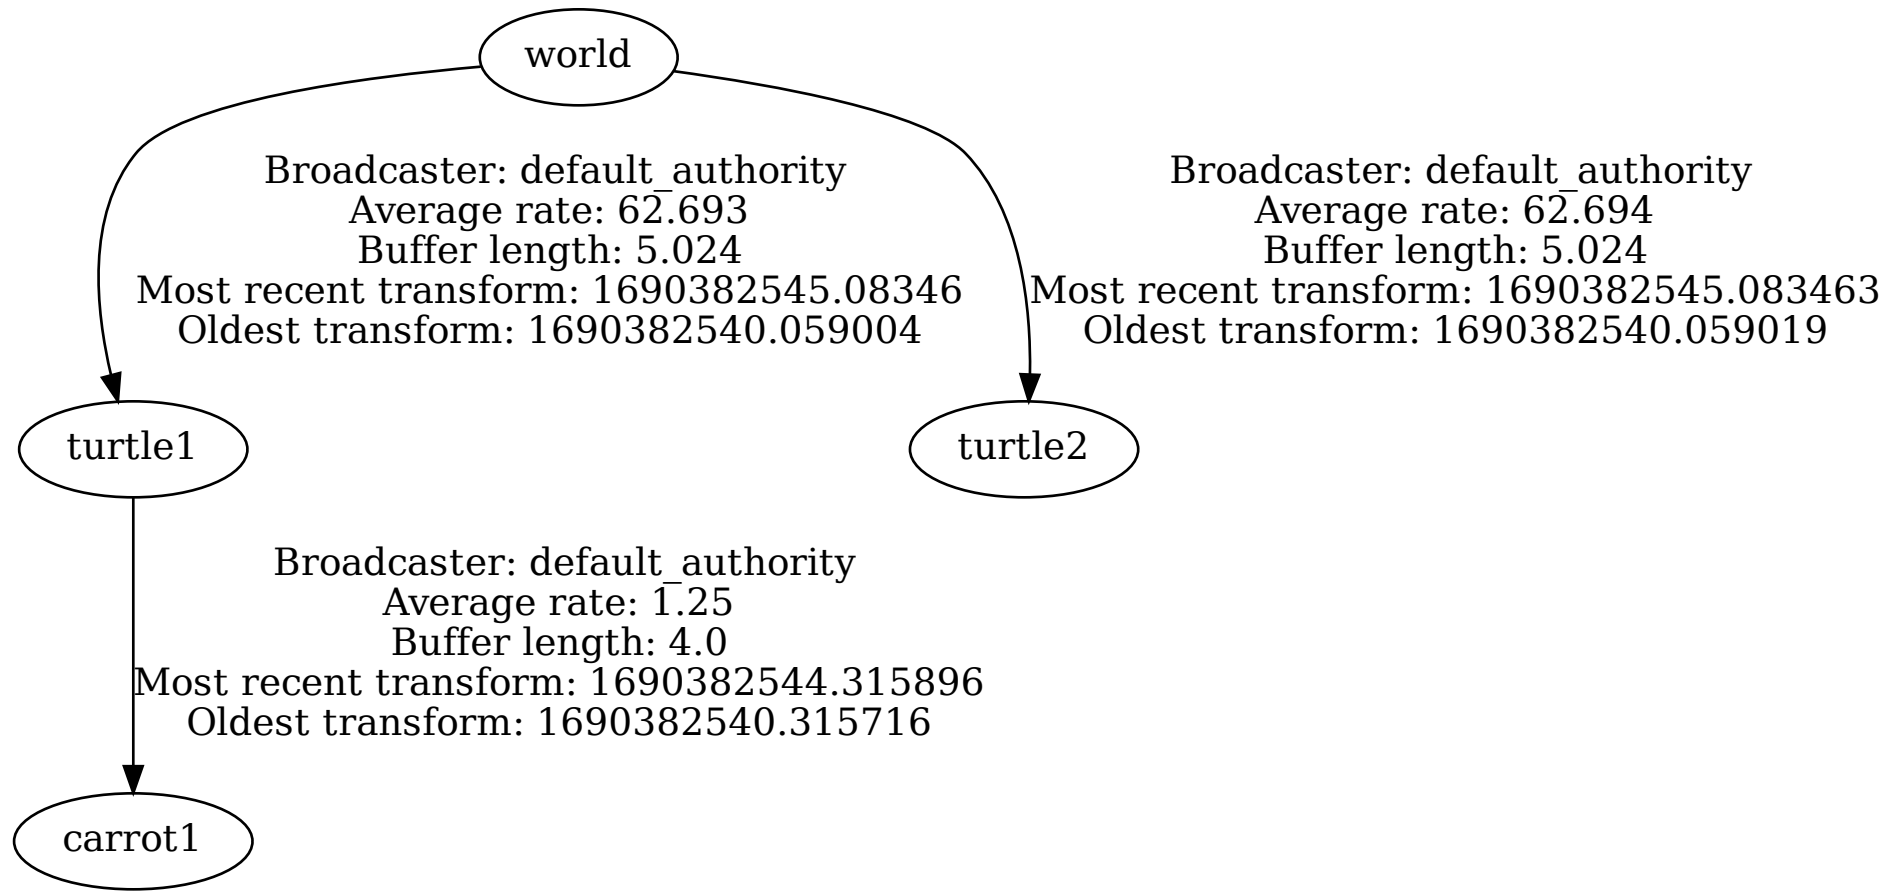 world
Broadcaster: default_authority
Average rate: 62.693
Buffer length: 5.024
Most recent transform: 1690382545.08346
Oldest transform: 1690382540.059004
Broadcaster: default_authority
Average rate: 62.694
Buffer length: 5.024
Most recent transform: 1690382545.083463
Oldest transform: 1690382540.059019
turtle1
turtle2
Broadcaster: default_authority
Average rate: 1.25
Buffer length: 4.0
Most recent transform: 1690382544.315896
Oldest transform: 1690382540.315716
carrot1